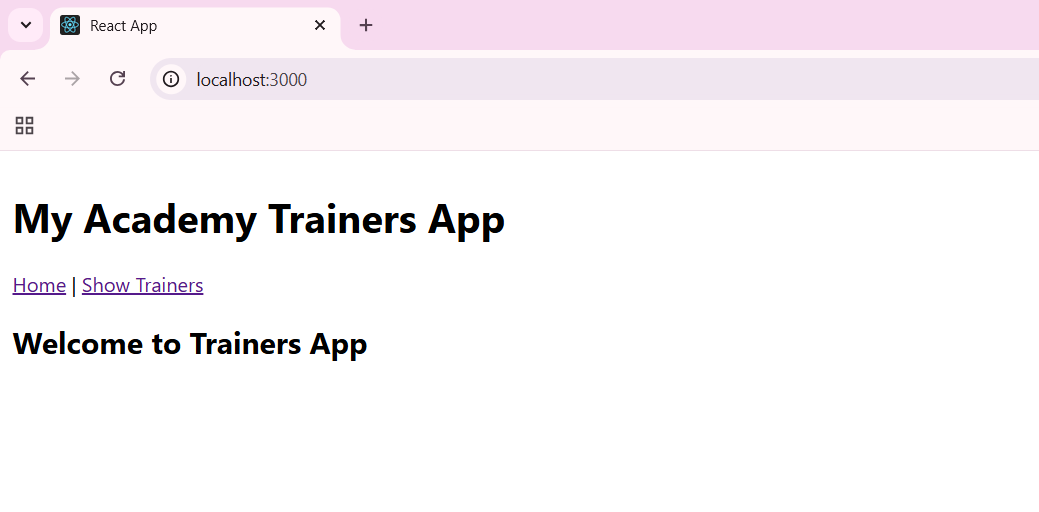 React App
localhost:3000
My Academy Trainers App
Home | Show Trainers
Welcome to Trainers App